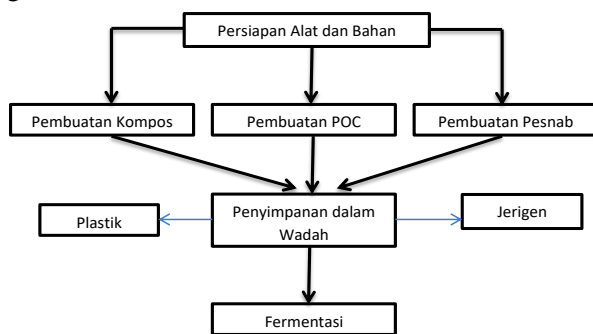 Persiapan Alat dan Bahan
Pembuatan Kompos
Pembuatan POC
Pembuatan Pesnab
Plastik
Penyimpanan dalam
Wadah
Jerigen
Fermentasi